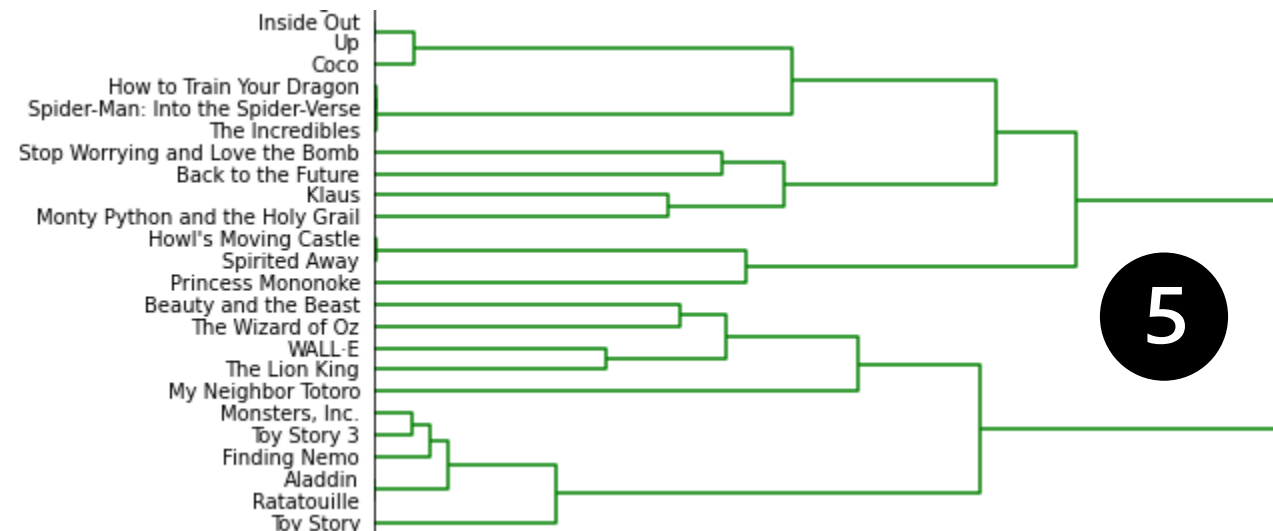 Inside Out
Up
Coco
How to Train Your Dragon
Spider-Man: Into the Spider-Verse
The Incredibles
Stop Worrying and Love the Bomb
Back to the Future
Klaus
Monty Python and the Holy Grail
Howl's Moving Castle
Spirited Away
Princess Mononoke
Beauty and the Beast
The Wizard of Oz
WALL·E
The Lion King
My Neighbor Totoro
Monsters, Inc.
Toy Story 3
Finding Nemo
Aladdin
Ratatouille
Toy Story
5